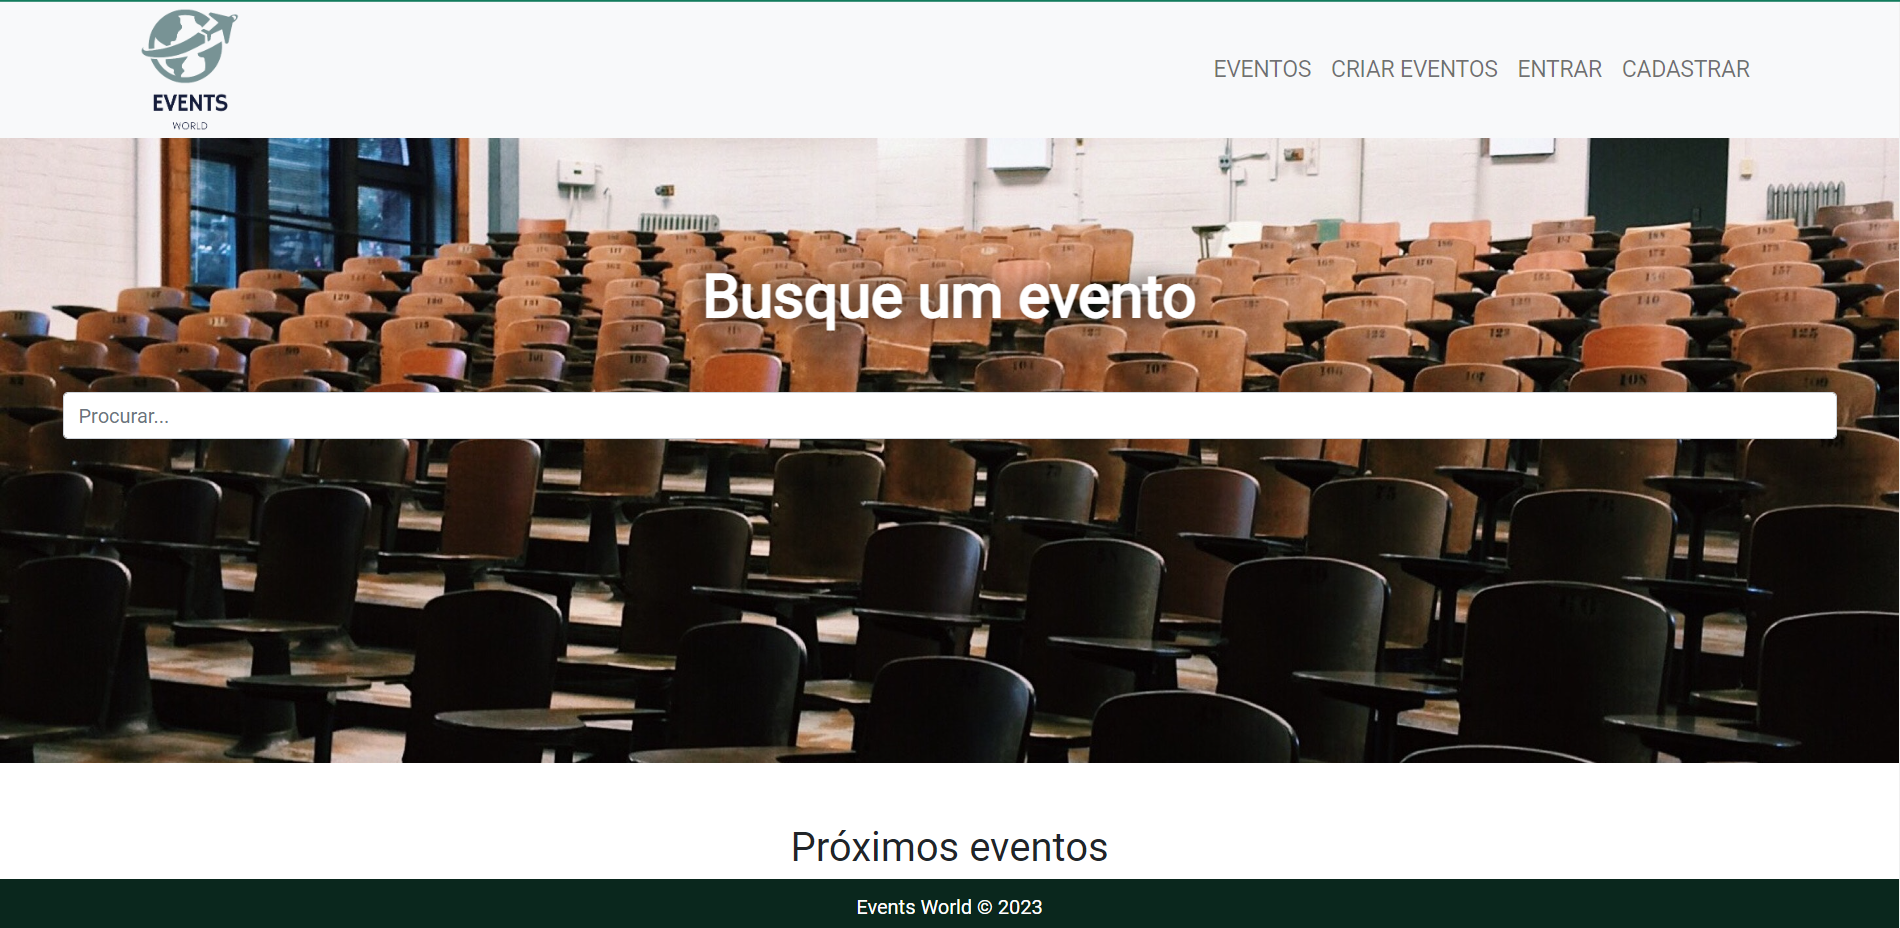 EVENTS
WORLD
EVENTOS CRIAR EVENTOS ENTRAR CADASTRAR
Busque um evento
Procurar...
Próximos eventos
Events World © 2023